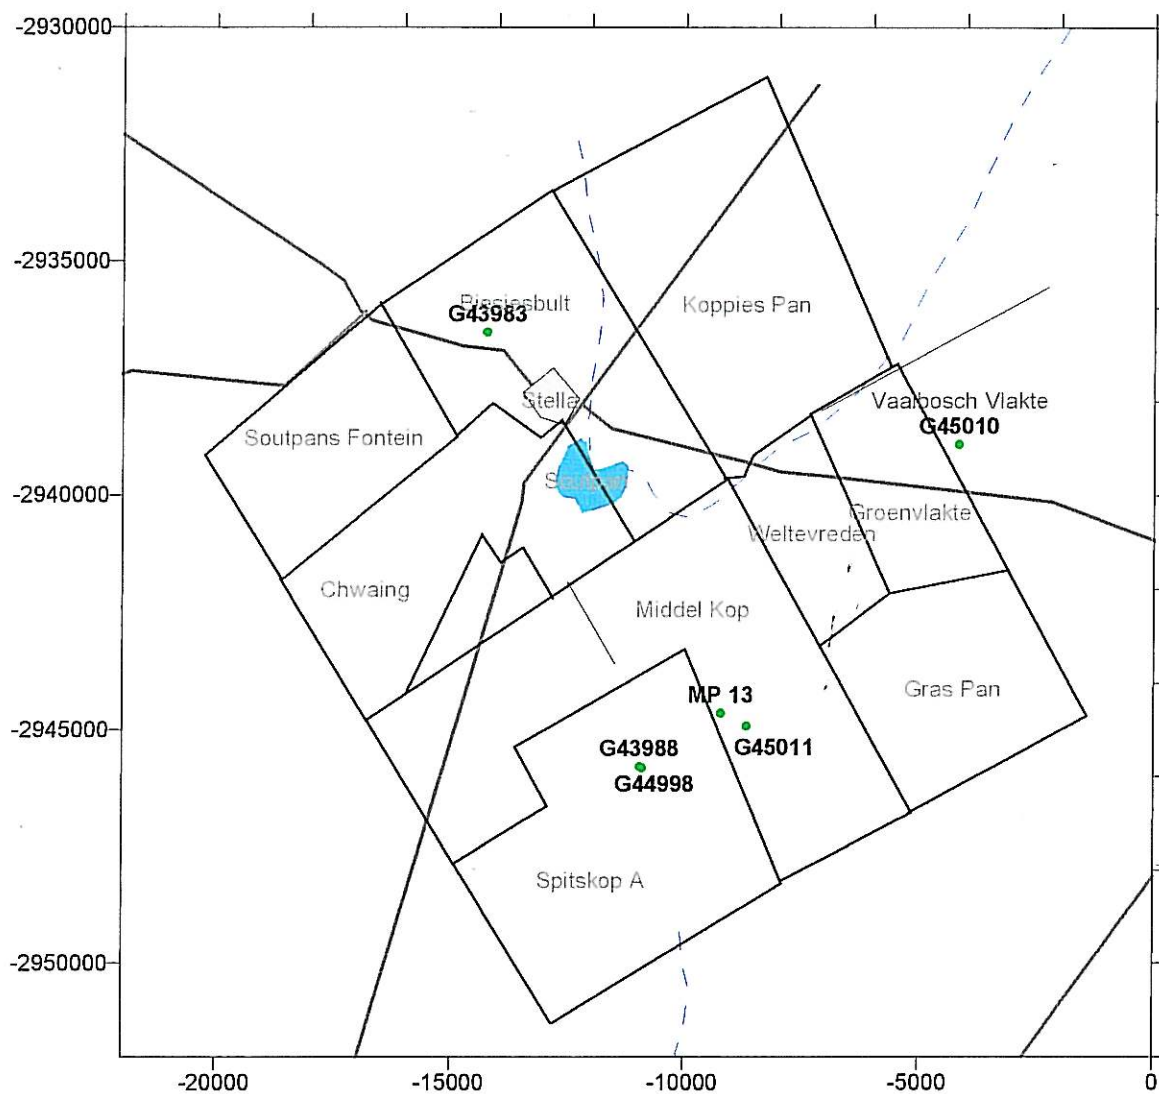 -2930000
-2935000
Biesiesbult
Koppies Pan
G43983
Stella
Vaalbosch Vlakte
G45010
Soutpans Fontein
-2940000
Groenvlakte
Weltevreden
Chwaing
Middel Kop
Gras Pan
MP 13
-2945000
G43988
G45011
G44998
Spitskop A
-2950000
-20000 -15000 -10000 -5000 0